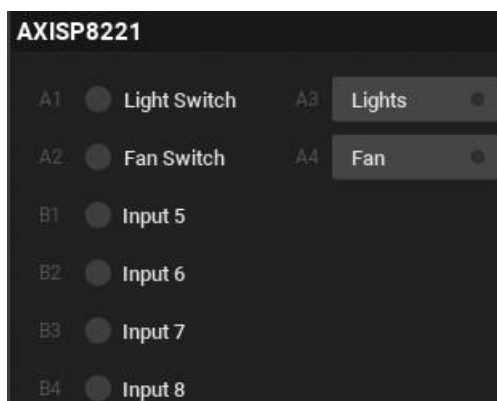 AXISP8221
A1 Light Switch A3 Lights
A2 Fan Switch A4 Fan
B1 Input 5
B2 Input 6
B3 Input 7
B4 Input 8